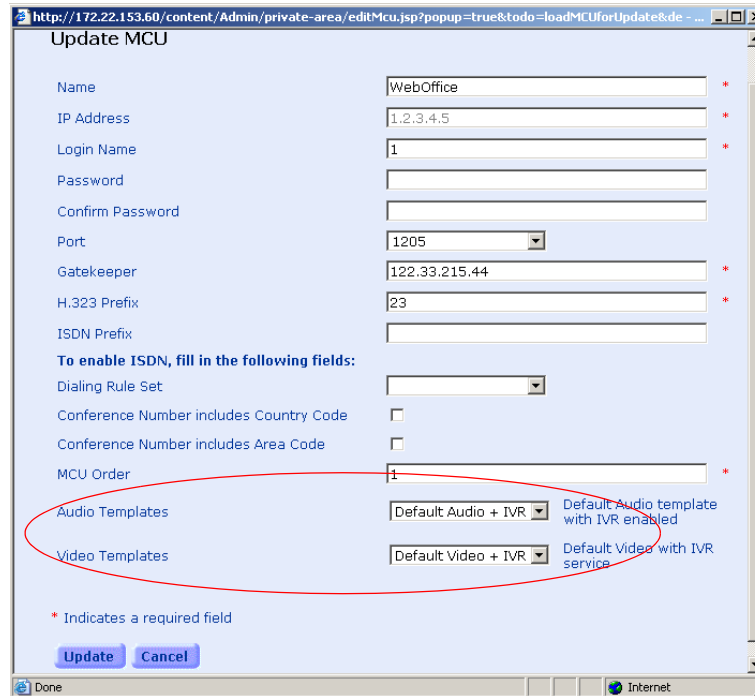 http://172.22.153.60/content/Admin/private-area/editMcu.jsp?popup=true&todo=loadMCUforUpdate&de - ...
Update MCU
Name WebOffice *
IP Address 1.2.3.4.5 *
Login Name 1 *
Password
Confirm Password
Port 1205
Gatekeeper 122.33.215.44 *
H.323 Prefix 23 *
ISDN Prefix
To enable ISDN, fill in the following fields:
Dialing Rule Set
Conference Number includes Country Code
Conference Number includes Area Code
MCU Order 1 *
Audio Templates Default Audio + IVR Default Audio template
with IVR enabled
Video Templates Default Video + IVR Default Video with IVR
service
* Indicates a required field
Update Cancel
Done Internet